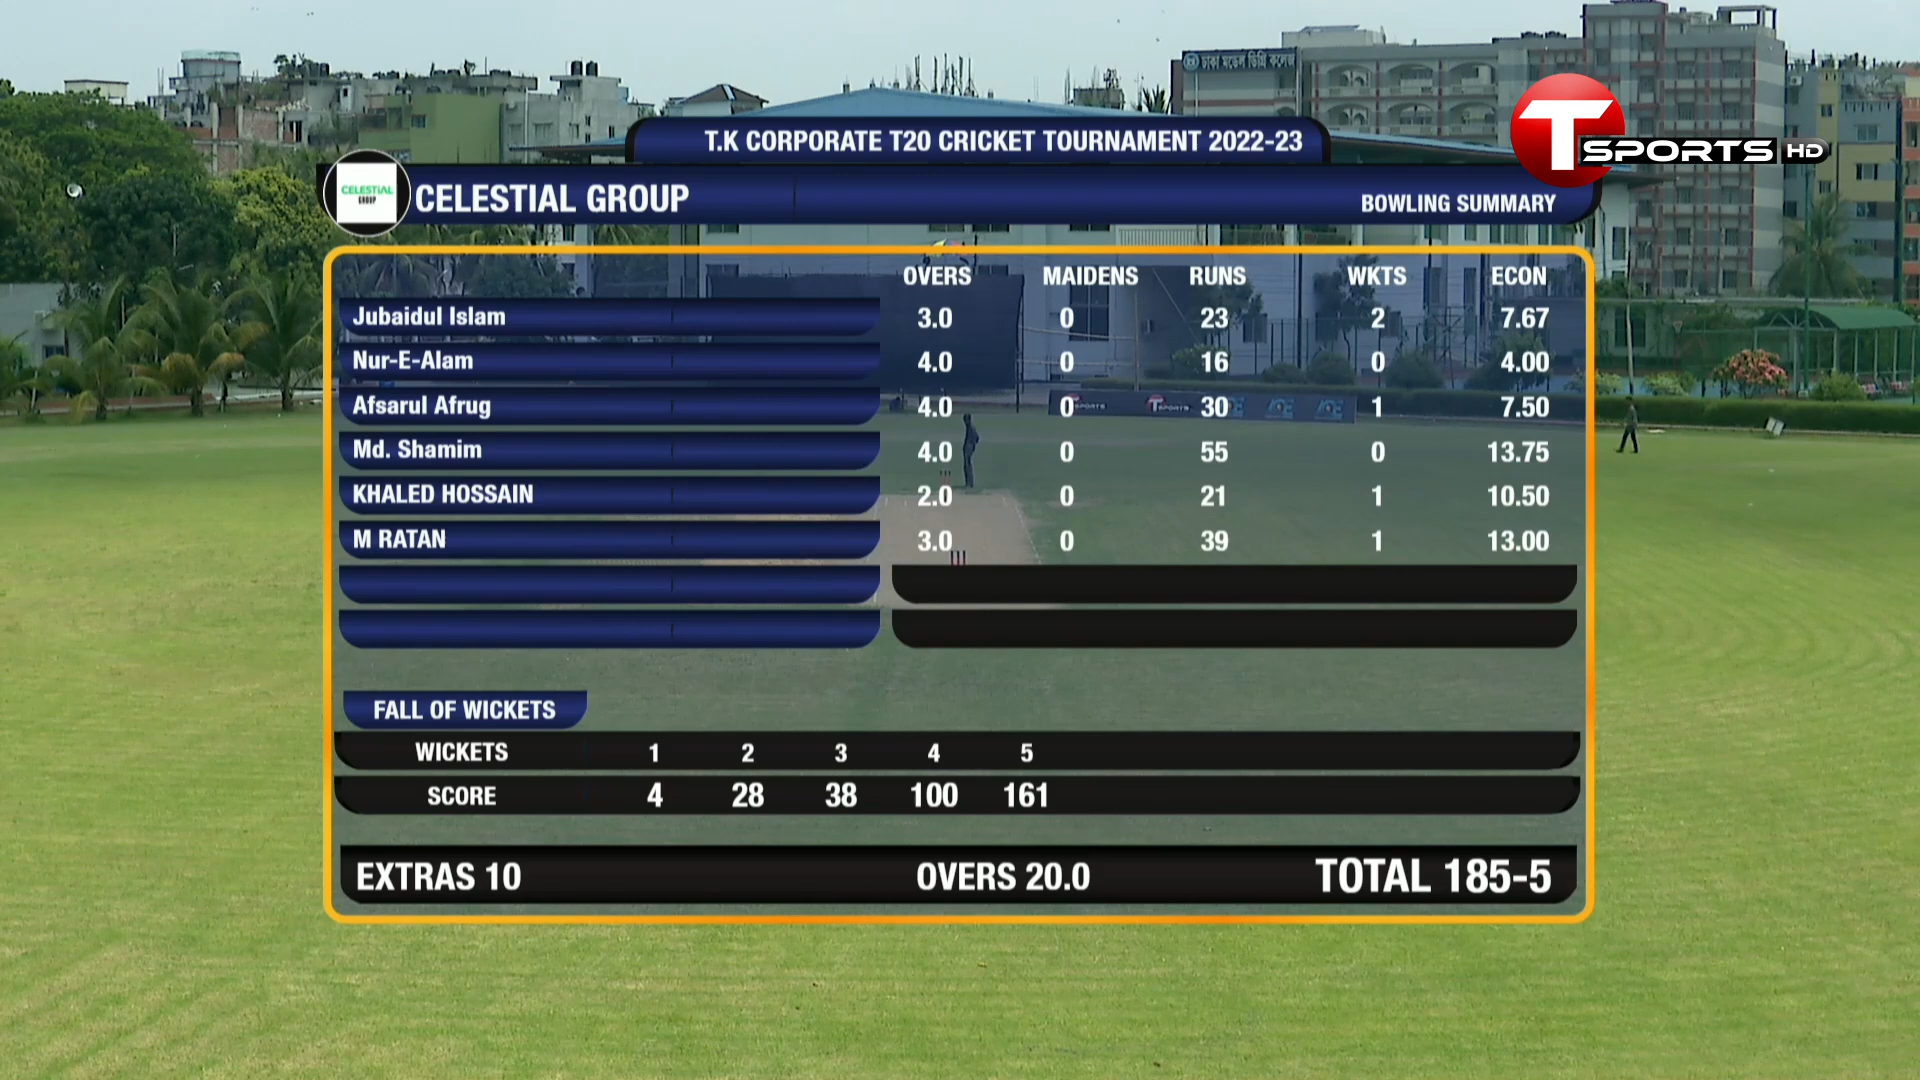 ঢাকা মডেল ডিগ্রি কলেজ
T SPORTS HD
T.K CORPORATE T20 CRICKET TOURNAMENT 2022-23
CELESTIAL GROUP
CELESTIAL GROUP
BOWLING SUMMARY
OVERS MAIDENS RUNS WKTS ECON
Jubaidul Islam 3.0 0 23 2 7.67
Nur-E-Alam 4.0 0 16 0 4.00
Afsarul Afrug 4.0 0 30 1 7.50
Md. Shamim 4.0 0 55 0 13.75
KHALED HOSSAIN 2.0 0 21 1 10.50
M RATAN 3.0 0 39 1 13.00
FALL OF WICKETS
WICKETS 1 2 3 4 5
SCORE 4 28 38 100 161
EXTRAS 10 OVERS 20.0 TOTAL 185-5